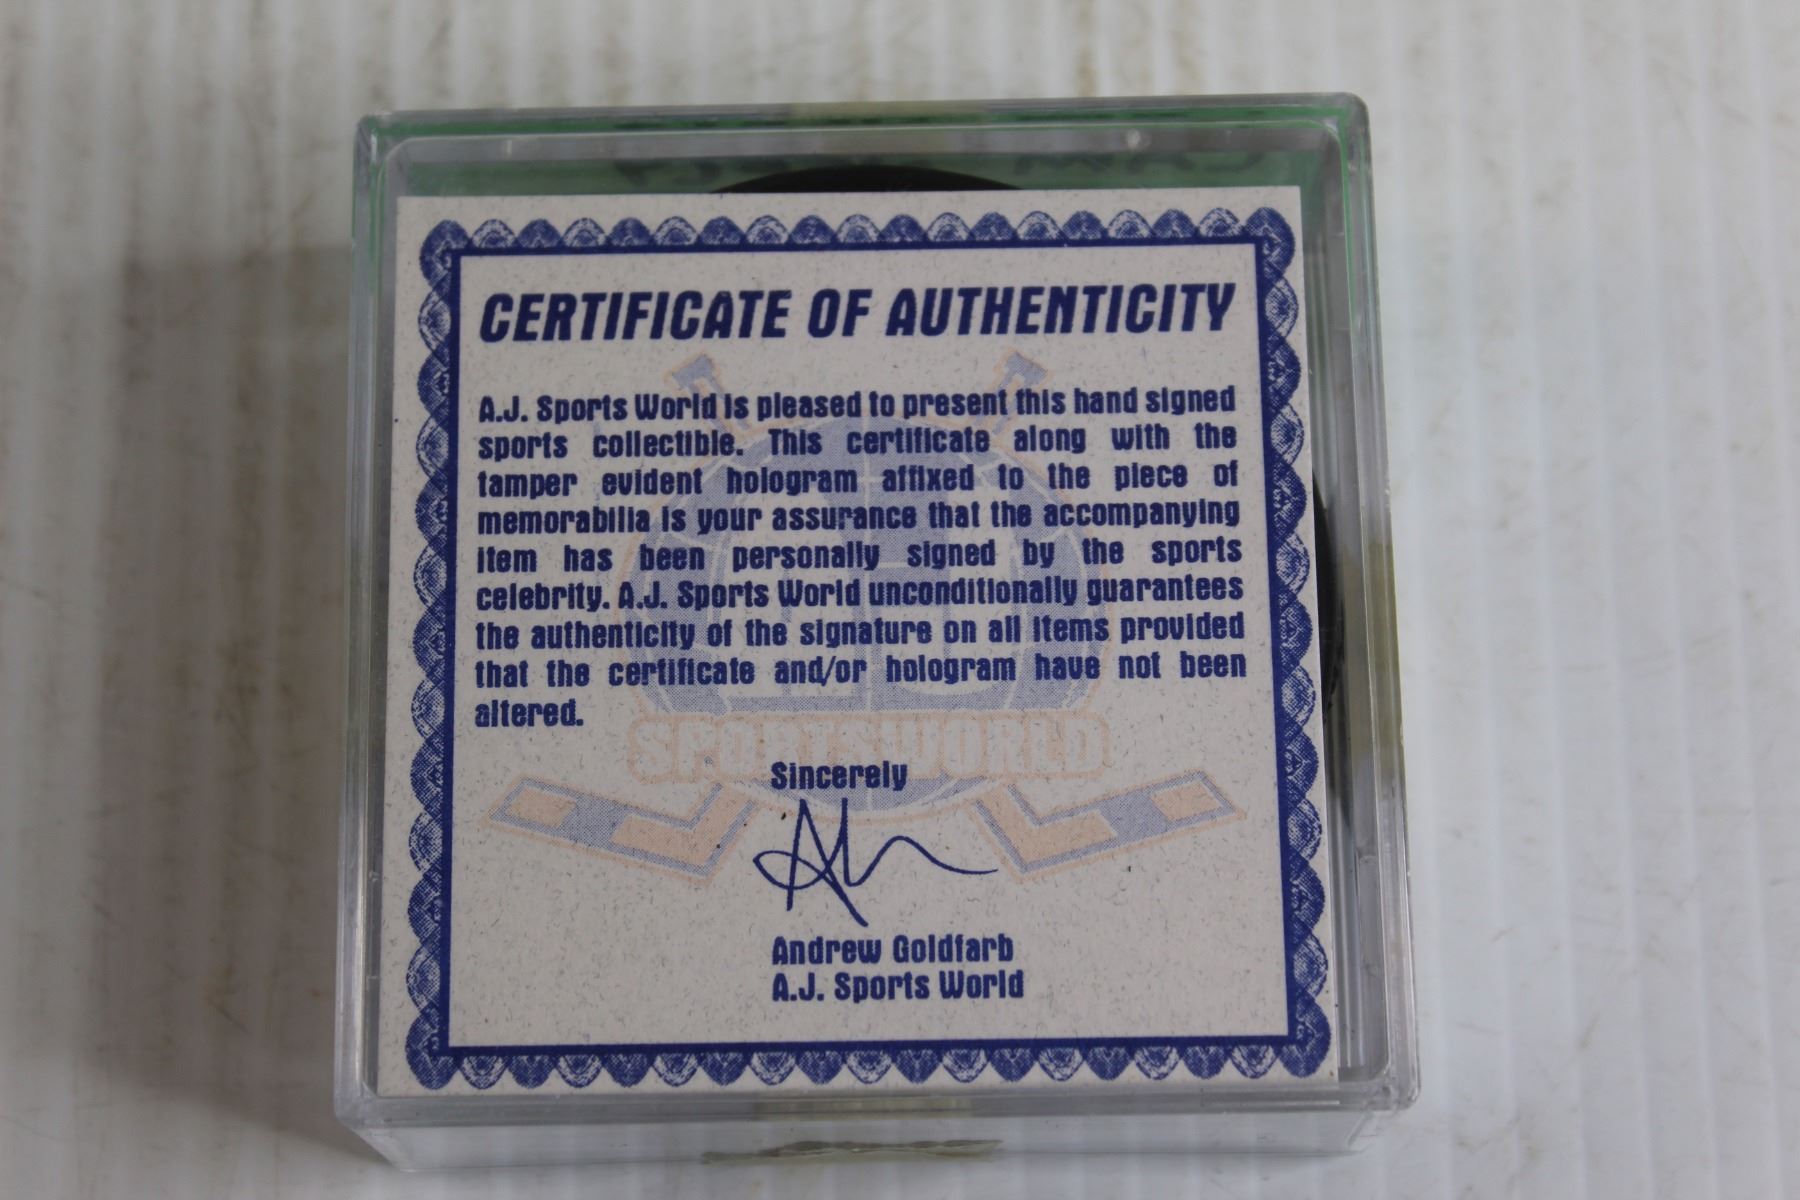 CERTIFICATE OF AUTHENTICITY
A.J. Sports World is pleased to present this hand signed
sports collectible. This certificate along with the
tamper evident hologram affixed to the piece of
memorabilia is your assurance that the accompanying
item has been personally signed by the sports
celebrity. A.J. Sports World unconditionally guarantees
the authenticity of the signature on all items provided
that the certificate and/or hologram have not been
altered.
SPORTSWORLD
Sincerely
Andrew Goldfarb
A.J. Sports World